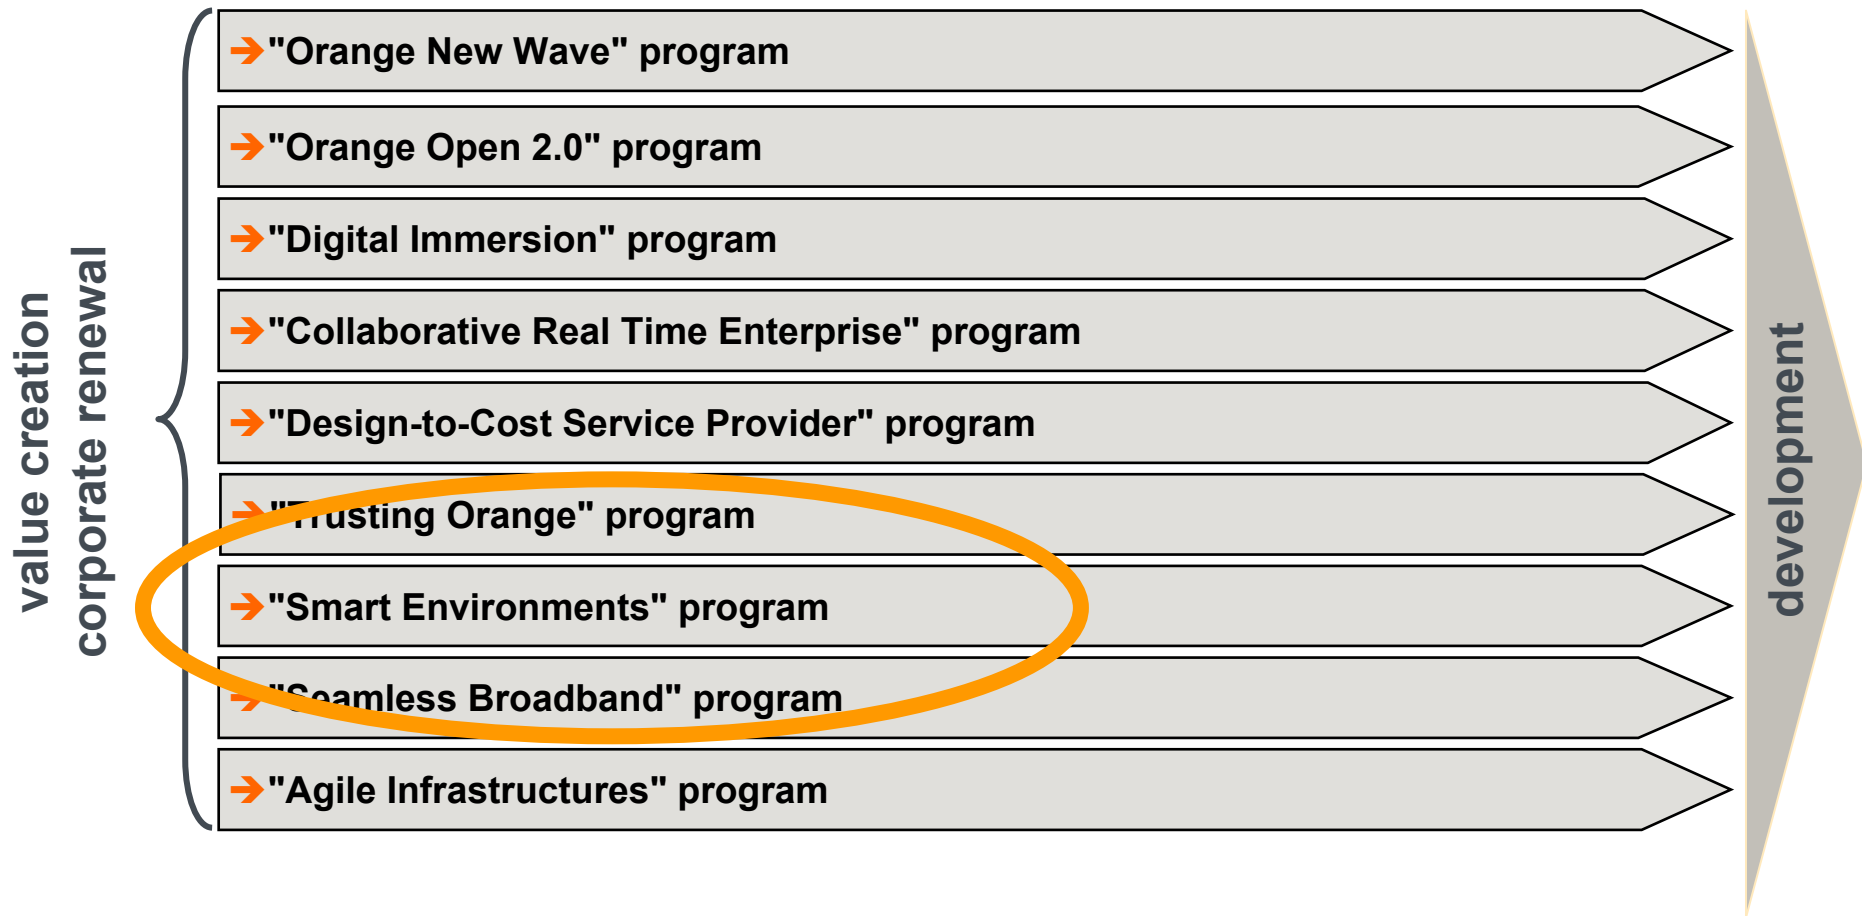 value creation
corporate renewal
"Orange New Wave" program
"Orange Open 2.0" program
"Digital Immersion" program
"Collaborative Real Time Enterprise" program
"Design-to-Cost Service Provider" program
"Trusting Orange" program
"Smart Environments" program
"Seamless Broadband" program
"Agile Infrastructures" program
development